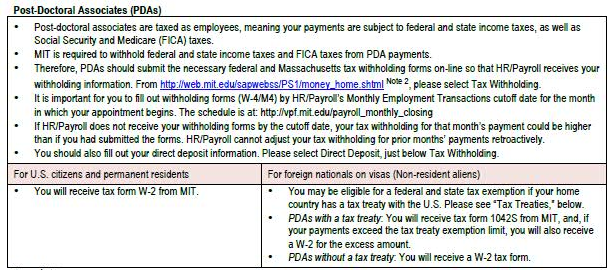 Post-Doctoral Associates (PDAs)
• Post-doctoral associates are taxed as employees, meaning your payments are subject to federal and state income taxes, as well as
Social Security and Medicare (FICA) taxes.
• MIT is required to withhold federal and state income taxes and FICA taxes from PDA payments.
• Therefore, PDAs should submit the necessary federal and Massachusetts tax withholding forms on-line so that HR/Payroll receives your
withholding information. From http://web.mit.edu/sapwebss/PS1/money_home.shtml Note 2, please select Tax Withholding.
• It is important for you to fill out withholding forms (W-4/M4) by HR/Payroll's Monthly Employment Transactions cutoff date for the month
in which your appointment begins. The schedule is at: http://vpf.mit.edu/payroll_monthly_closing
• If HR/Payroll does not receive your withholding forms by the cutoff date, your tax withholding for that month's payment could be higher
than if you had submitted the forms. HR/Payroll cannot adjust your tax withholding for prior months' payments retroactively.
• You should also fill out your direct deposit information. Please select Direct Deposit, just below Tax Withholding.
For U.S. citizens and permanent residents
• You will receive tax form W-2 from MIT.
For foreign nationals on visas (Non-resident aliens)
• You may be eligible for a federal and state tax exemption if your home
country has a tax treaty with the U.S. Please see "Tax Treaties," below.
• PDAs with a tax treaty: You will receive tax form 1042S from MIT, and, if
your payments exceed the tax treaty exemption limit, you will also receive
a W-2 for the excess amount.
• PDAs without a tax treaty: You will receive a W-2 tax form.